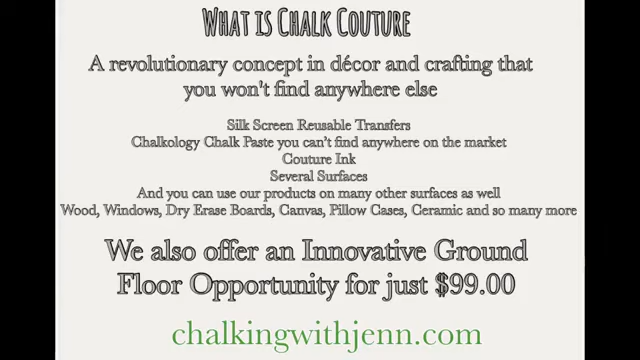 What is Chalk Couture
A revolutionary concept in décor and crafting that
you won't find anywhere else
Silk Screen Reusable Transfers
Chalkology Chalk Paste you can't find anywhere on the market
Couture Ink
Several Surfaces
And you can use our products on many other surfaces as well
Wood, Windows, Dry Erase Boards, Canvas, Pillow Cases, Ceramic and so many more
We also offer an Innovative Ground
Floor Opportunity for just $99.00
chalkingwithjenn.com